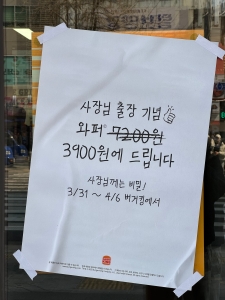 사장님 출장 기념
와퍼 7200원
3900원에 드립니다
사장님께는 비밀!
3/31 ~ 4/6 버거킹에서